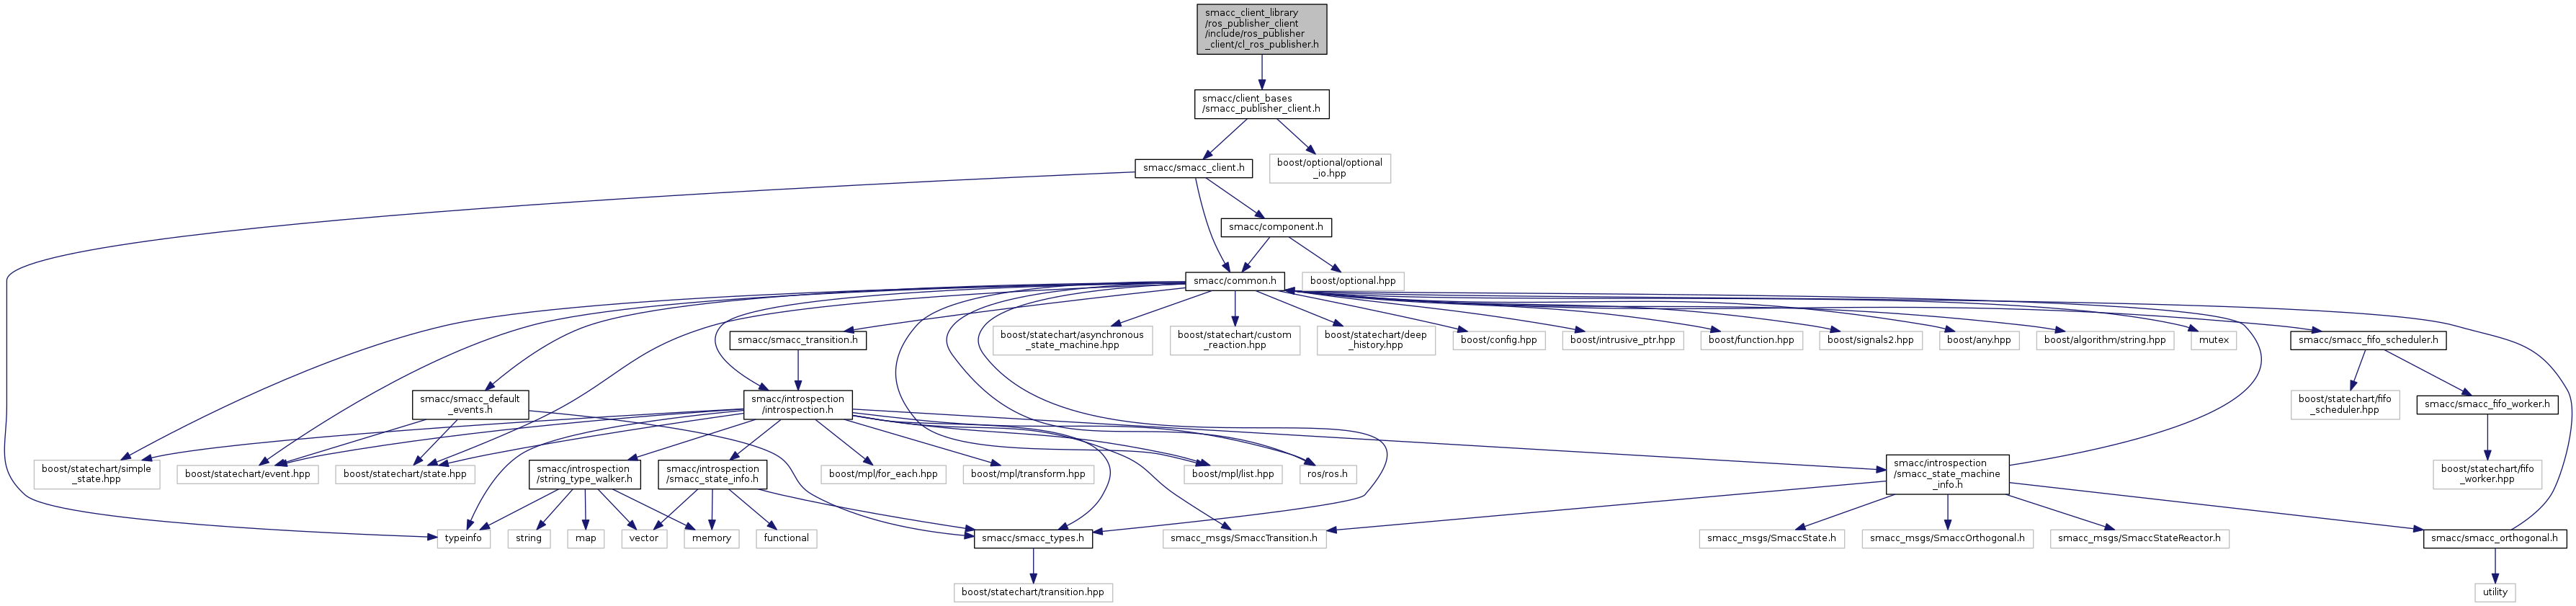 smacc_client_library
/ros_publisher_client
/include/ros_publisher
_client/cl_ros_publisher.h
smacc/client_bases
/smacc_publisher_client.h
smacc/smacc_client.h
boost/optional/optional
_io.hpp
smacc/component.h
smacc/common.h
boost/optional.hpp
smacc/smacc_transition.h
boost/statechart/asynchronous
_state_machine.hpp
boost/statechart/custom
_reaction.hpp
boost/statechart/deep
_history.hpp
boost/config.hpp
boost/intrusive_ptr.hpp
boost/function.hpp
boost/signals2.hpp
boost/any.hpp
boost/algorithm/string.hpp
mutex
smacc/smacc_fifo_scheduler.h
smacc/smacc_default
_events.h
smacc/introspection
/introspection.h
boost/statechart/fifo
_scheduler.hpp
smacc/smacc_fifo_worker.h
boost/statechart/simple
_state.hpp
boost/statechart/event.hpp
boost/statechart/state.hpp
smacc/introspection
/string_type_walker.h
smacc/introspection
/smacc_state_info.h
boost/mpl/for_each.hpp
boost/mpl/transform.hpp
boost/mpl/list.hpp
ros/ros.h
smacc/introspection
/smacc_state_machine
_info.h
boost/statechart/fifo
_worker.hpp
typeinfo
string
map
vector
memory
functional
smacc/smacc_types.h
smacc_msgs/SmaccTransition.h
smacc_msgs/SmaccState.h
smacc_msgs/SmaccOrthogonal.h
smacc_msgs/SmaccStateReactor.h
smacc/smacc_orthogonal.h
boost/statechart/transition.hpp
utility